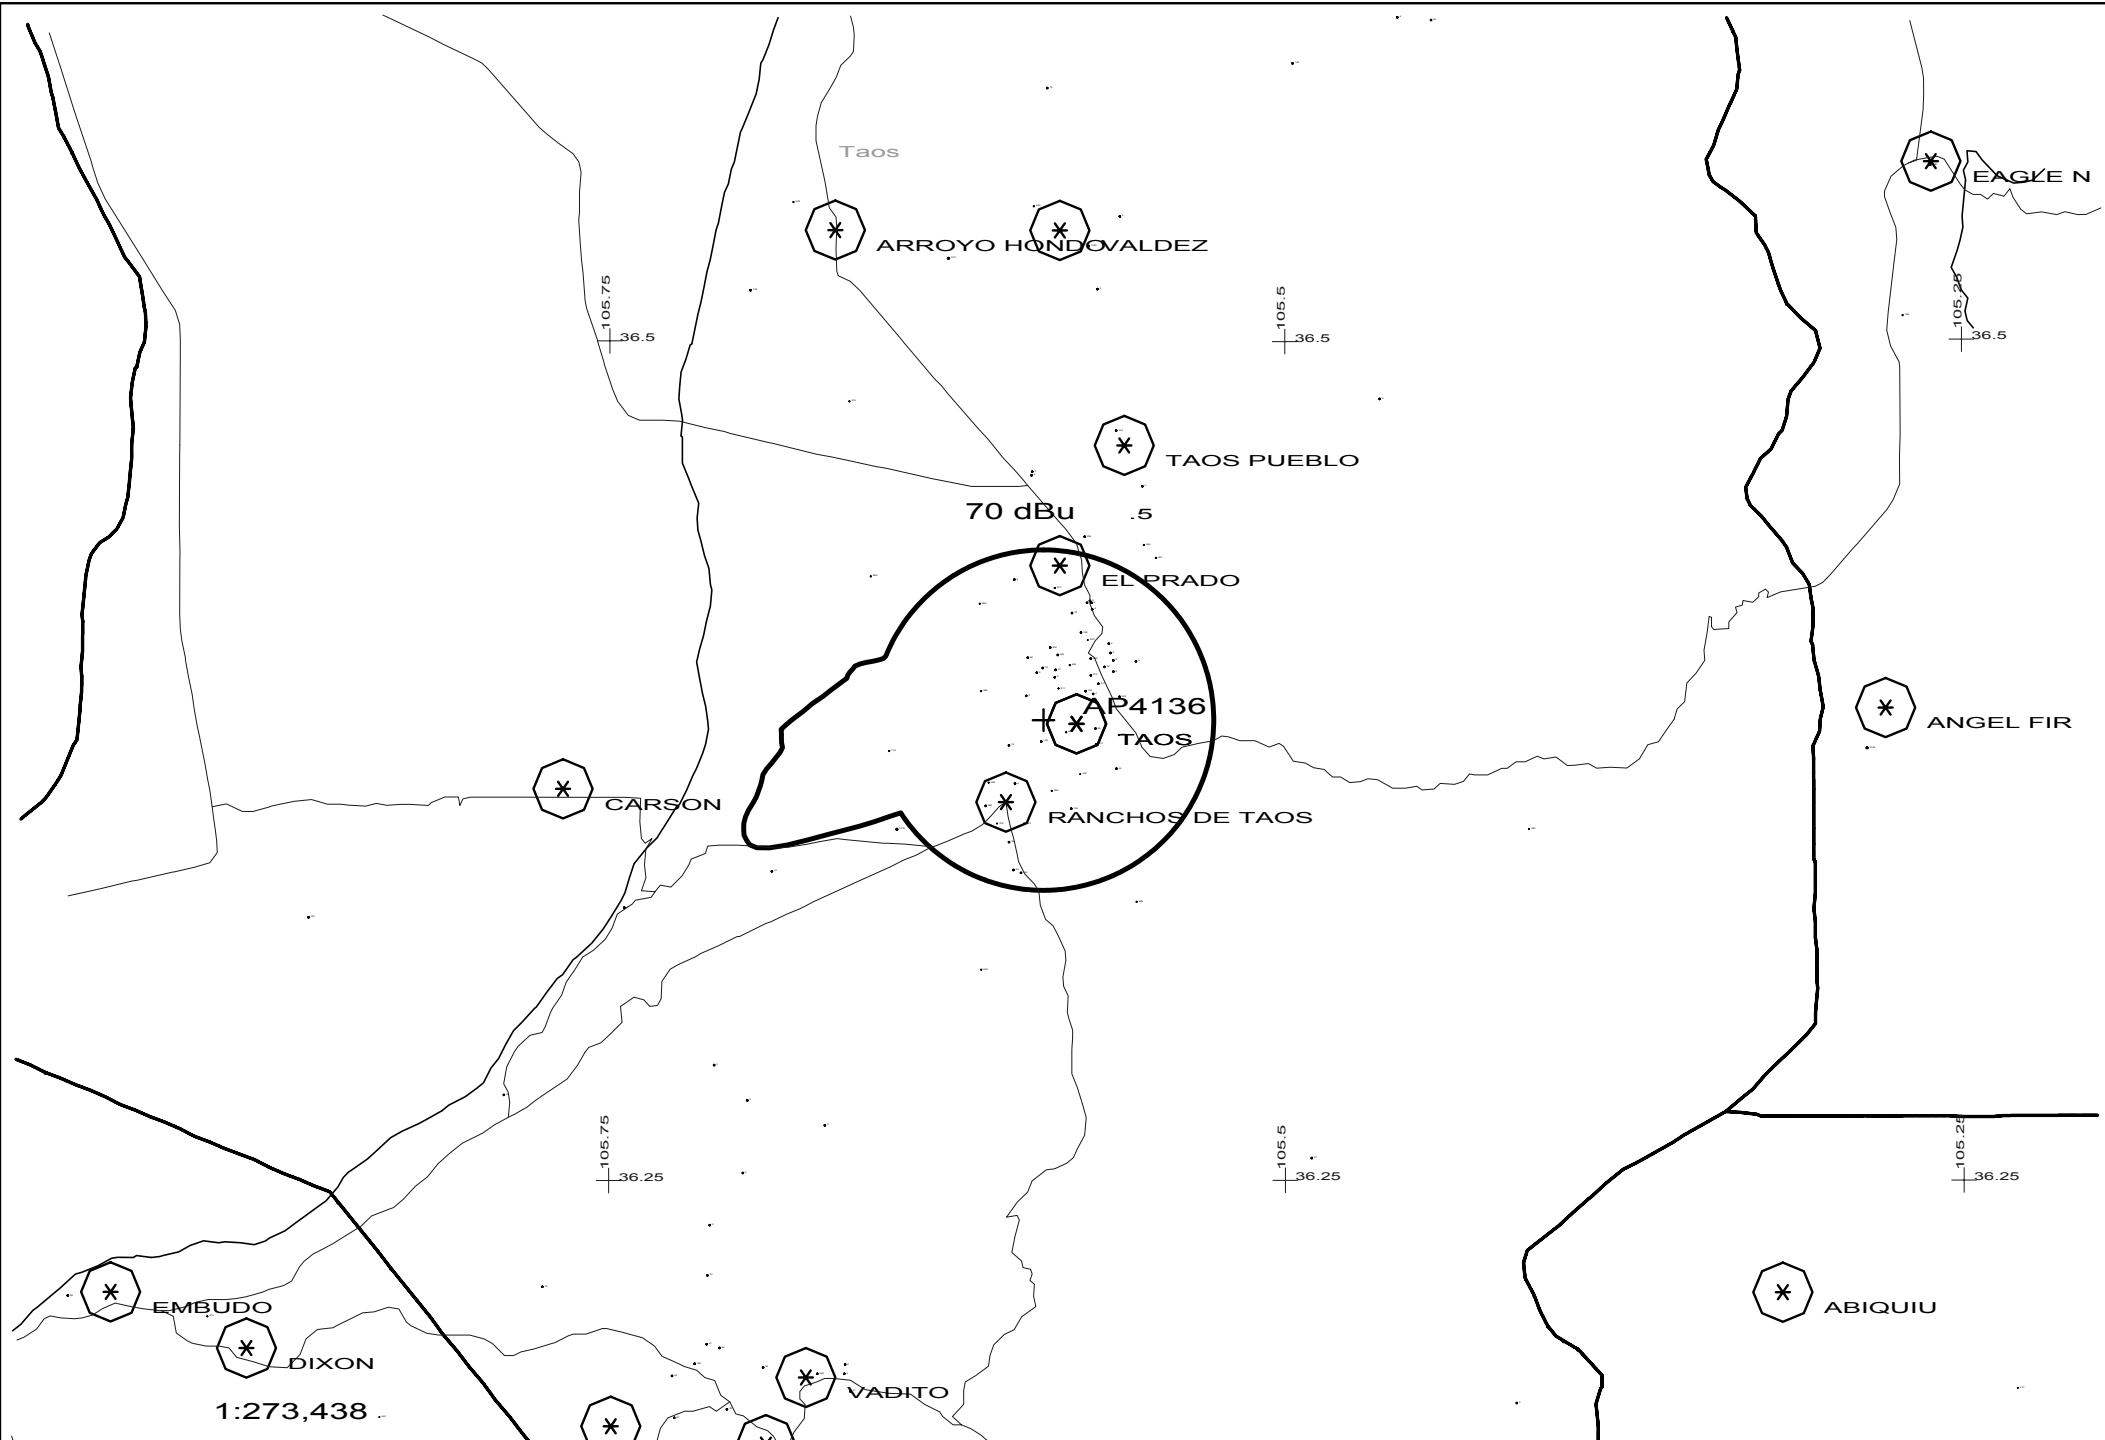 Taos
EAGLE N
ARROYO HONDO
VALDEZ
105.75
36.5
105.5
36.5
105.25
36.5
TAOS PUEBLO
70 dBu
.5
EL PRADO
AP4136
TAOS
ANGEL FIR
CARSON
RANCHOS DE TAOS
105.75
36.25
105.5
36.25
105.25
36.25
EMBUDO
ABIQUIU
DIXON
VADITO
1:273,438